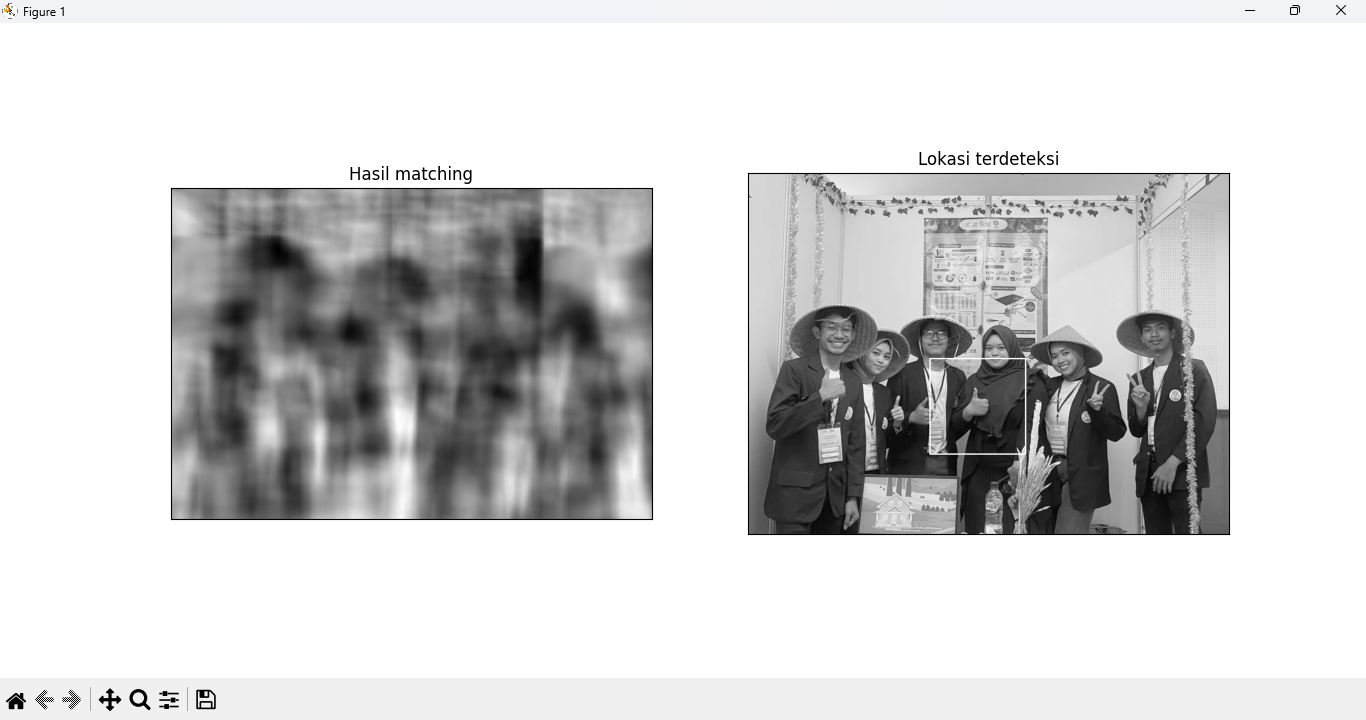 Figure 1
Hasil matching
Lokasi terdeteksi